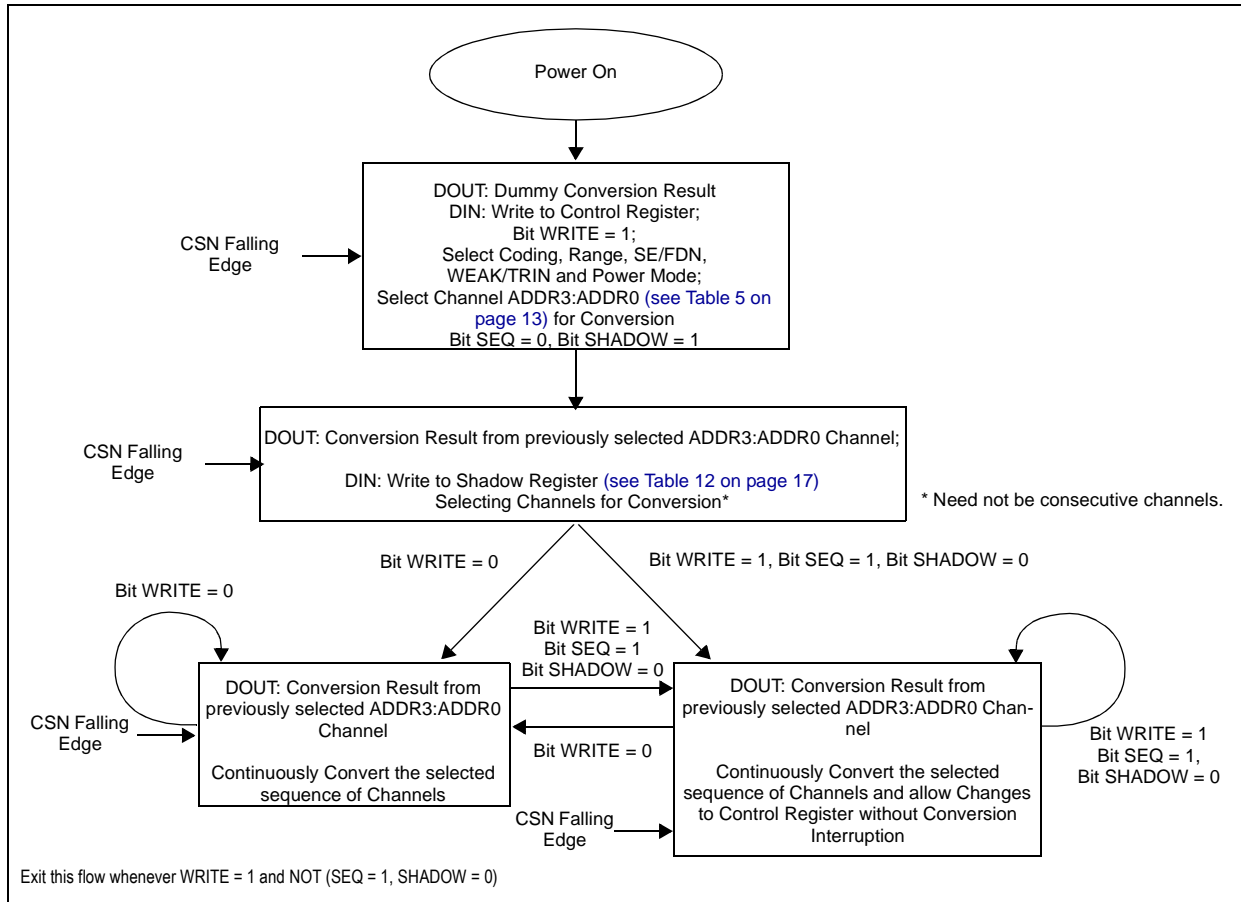 Power On
DOUT: Dummy Conversion Result
DIN: Write to Control Register;
Bit WRITE = 1;
Select Coding, Range, SE/FDN,
WEAK/TRIN and Power Mode;
Select Channel ADDR3:ADDR0 (see Table 5 on
page 13) for Conversion
Bit SEQ = 0, Bit SHADOW = 1
CSN Falling
Edge
DOUT: Conversion Result from previously selected ADDR3:ADDR0 Channel;
DIN: Write to Shadow Register (see Table 12 on page 17)
Selecting Channels for Conversion*
CSN Falling
Edge
* Need not be consecutive channels.
Bit WRITE = 0
Bit WRITE = 1, Bit SEQ = 1, Bit SHADOW = 0
Bit WRITE = 0
Bit WRITE = 1
Bit SEQ = 1
Bit SHADOW = 0
DOUT: Conversion Result from
previously selected ADDR3:ADDR0
Channel
Continuously Convert the selected
sequence of Channels
CSN Falling
Edge
Bit WRITE = 0
DOUT: Conversion Result from
previously selected ADDR3:ADDR0 Chan-
nel
Continuously Convert the selected
sequence of Channels and allow Changes
to Control Register without Conversion
Interruption
CSN Falling
Edge
Bit WRITE = 1
Bit SEQ = 1,
Bit SHADOW = 0
Exit this flow whenever WRITE = 1 and NOT (SEQ = 1, SHADOW = 0)